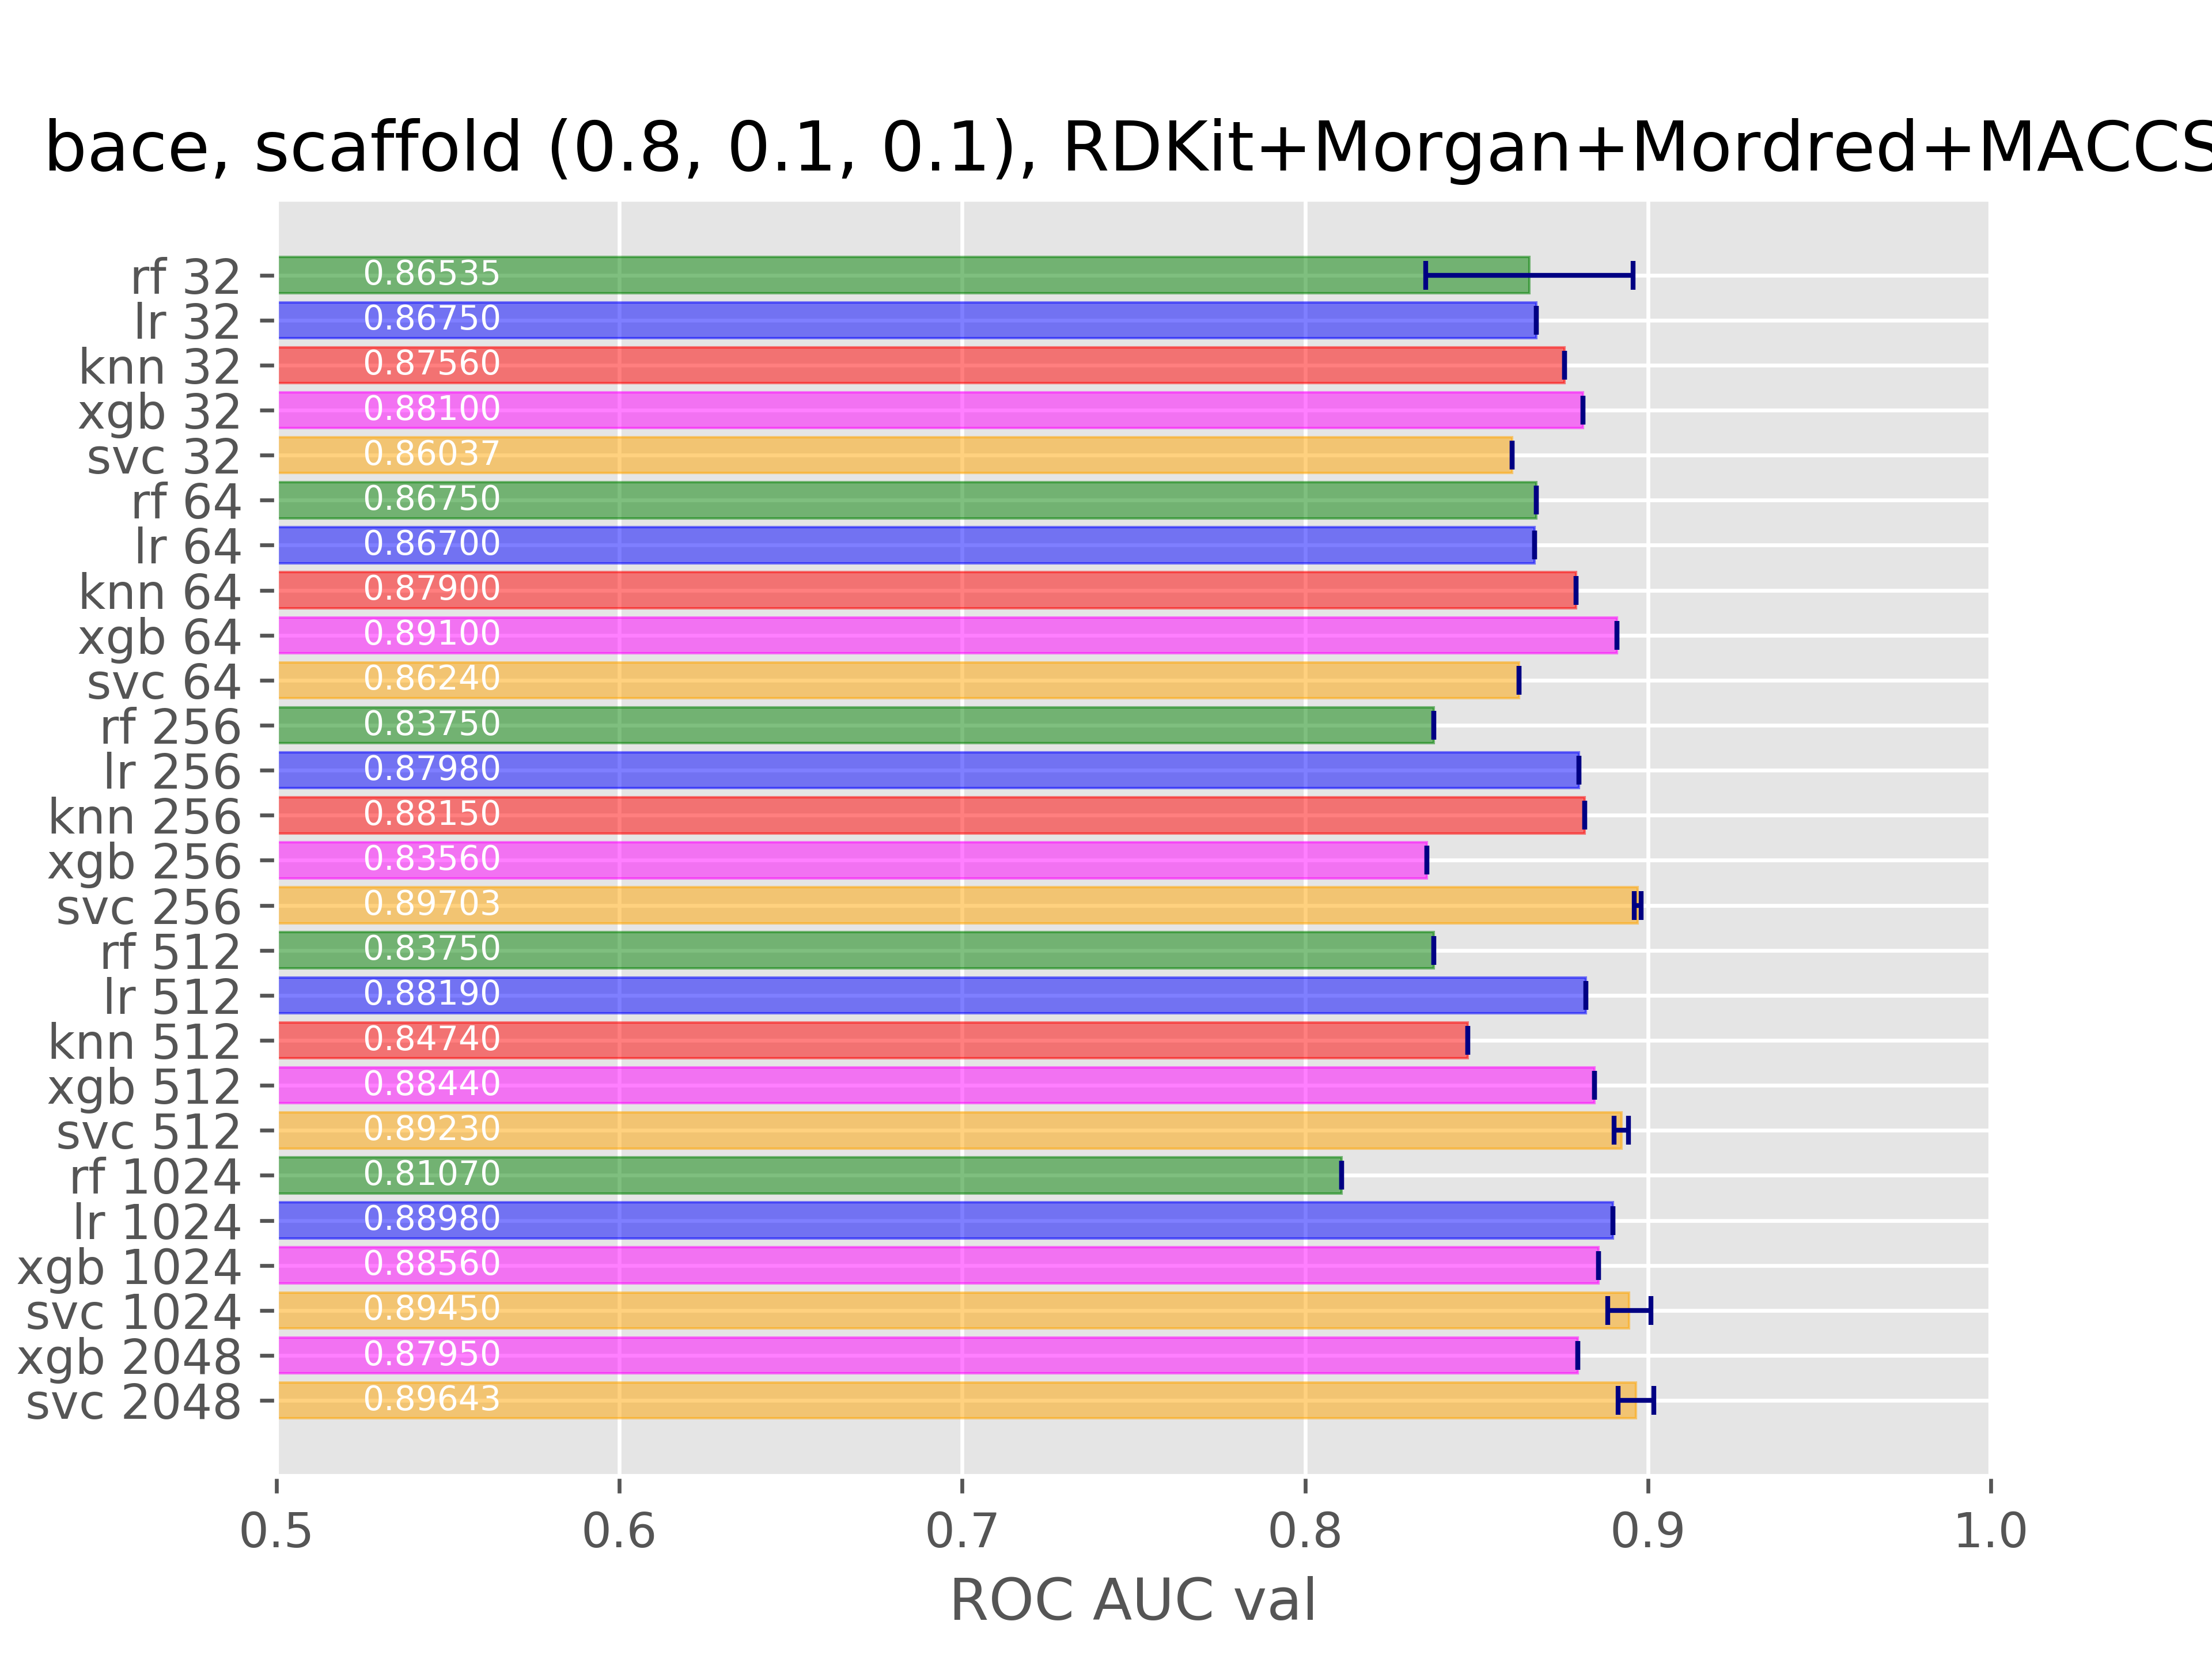 bace, scaffold (0.8, 0.1, 0.1), RDKit+Morgan+Mordred+MACCS
rf 32 0.86535
lr 32 0.86750
knn 32 0.87560
xgb 32 0.88100
svc 32 0.86037
rf 64 0.86750
lr 64 0.86700
knn 64 0.87900
xgb 64 0.89100
svc 64 0.86240
rf 256 0.83750
lr 256 0.87980
knn 256 0.88150
xgb 256 0.83560
svc 256 0.89703
rf 512 0.83750
lr 512 0.88190
knn 512 0.84740
xgb 512 0.88440
svc 512 0.89230
rf 1024 0.81070
lr 1024 0.88980
xgb 1024 0.88560
svc 1024 0.89450
xgb 2048 0.87950
svc 2048 0.89643
0.5 0.6 0.7 0.8 0.9 1.0
ROC AUC val